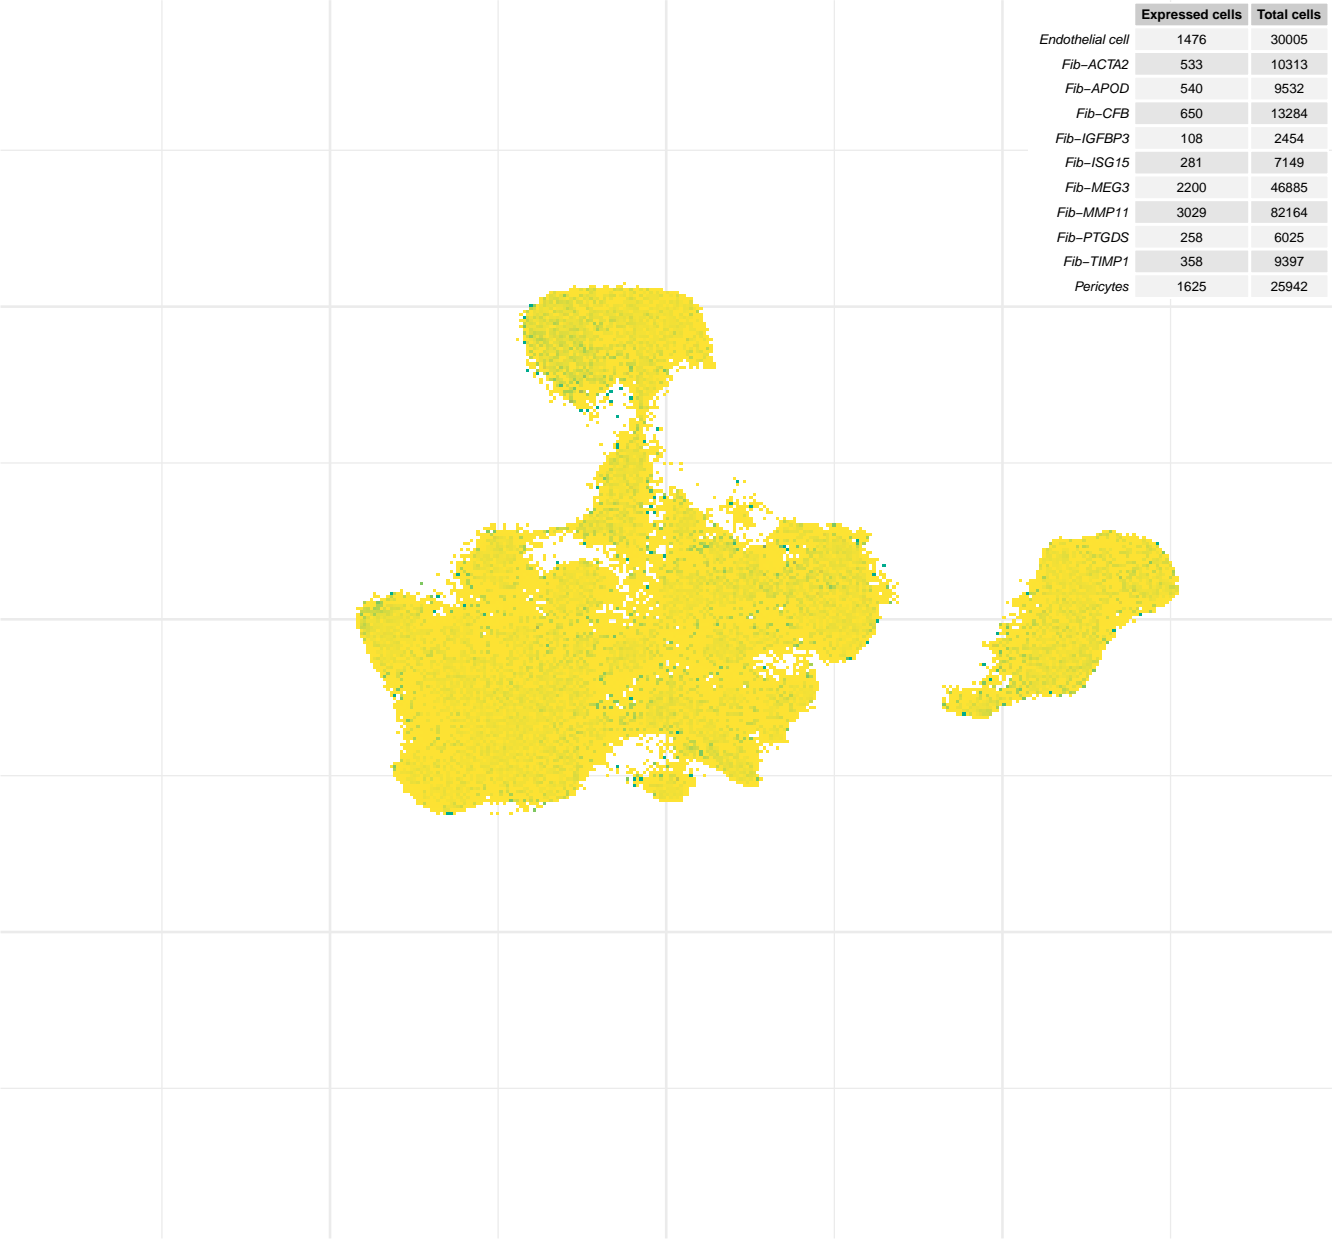 Expressed cells Total cells
Endothelial cell 1476 30005
Fib−ACTA2 533 10313
Fib−APOD 540 9532
Fib−CFB 650 13284
Fib−IGFBP3 108 2454
Fib−ISG15 281 7149
Fib−MEG3 2200 46885
Fib−MMP11 3029 82164
Fib−PTGDS 258 6025
Fib−TIMP1 358 9397
Pericytes 1625 25942